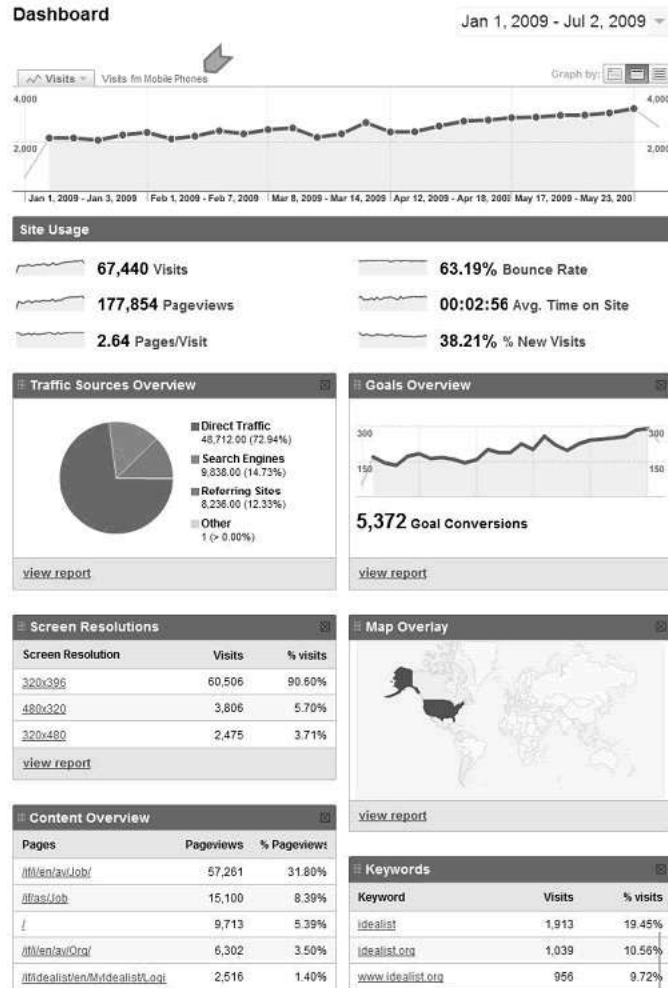 Dashboard
Jan 1, 2009 - Jul 2, 2009
Visits
Visits fm Mobile Phones
Graph by:
4,000
4,000
2,000
2,000
Jan 1, 2009 - Jan 3, 2009
Feb 1, 2009 - Feb 7, 2009
Mar 8, 2009 - Mar 14, 2009
Apr 12, 2009 - Apr 18, 2009
May 17, 2009 - May 23, 200
Site Usage
67,440 Visits
63.19% Bounce Rate
177,854 Pageviews
00:02:56 Avg. Time on Site
2.64 Pages/Visit
38.21% % New Visits
Traffic Sources Overview
Direct Traffic
48,712.00 (72.94%)
Search Engines
9,838.00 (14.73%)
Referring Sites
8,236.00 (12.33%)
Other
1 (> 0.00%)
view report
Goals Overview
300
300
150
150
5,372 Goal Conversions
view report
Screen Resolutions
Screen Resolution Visits % visits
320x396 60,506 90.60%
480x320 3,806 5.70%
320x480 2,475 3.71%
view report
Map Overlay
view report
Content Overview
Pages Pageviews % Pageviews
/if/i/en/av/Job/ 57,261 31.80%
/if/as/Job 15,100 8.39%
/ 9,713 5.39%
/if/i/en/av/Org/ 6,302 3.50%
/if/idealist/en/MyIdealist/Logi 2,516 1.40%
Keywords
Keyword Visits % visits
idealist 1,913 19.45%
idealist.org 1,039 10.56%
www.idealist.org 956 9.72%